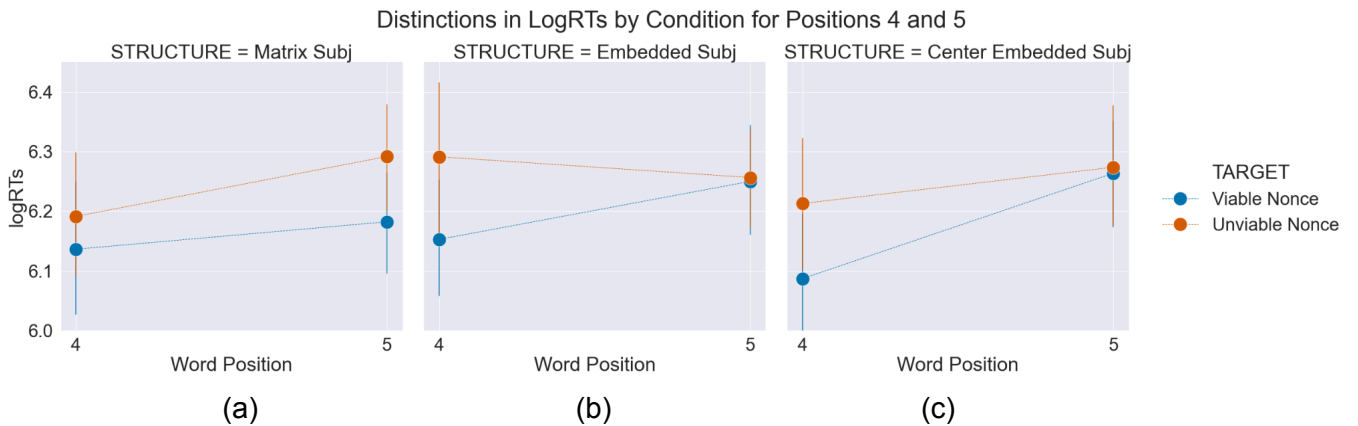 Distinctions in LogRTs by Condition for Positions 4 and 5
STRUCTURE = Matrix Subj
STRUCTURE = Embedded Subj
STRUCTURE = Center Embedded Subj
logRTs
6.4
6.3
6.2
6.1
6.0
4 5
4 5
4 5
Word Position
Word Position
Word Position
TARGET
Viable Nonce
Unviable Nonce
(a)
(b)
(c)